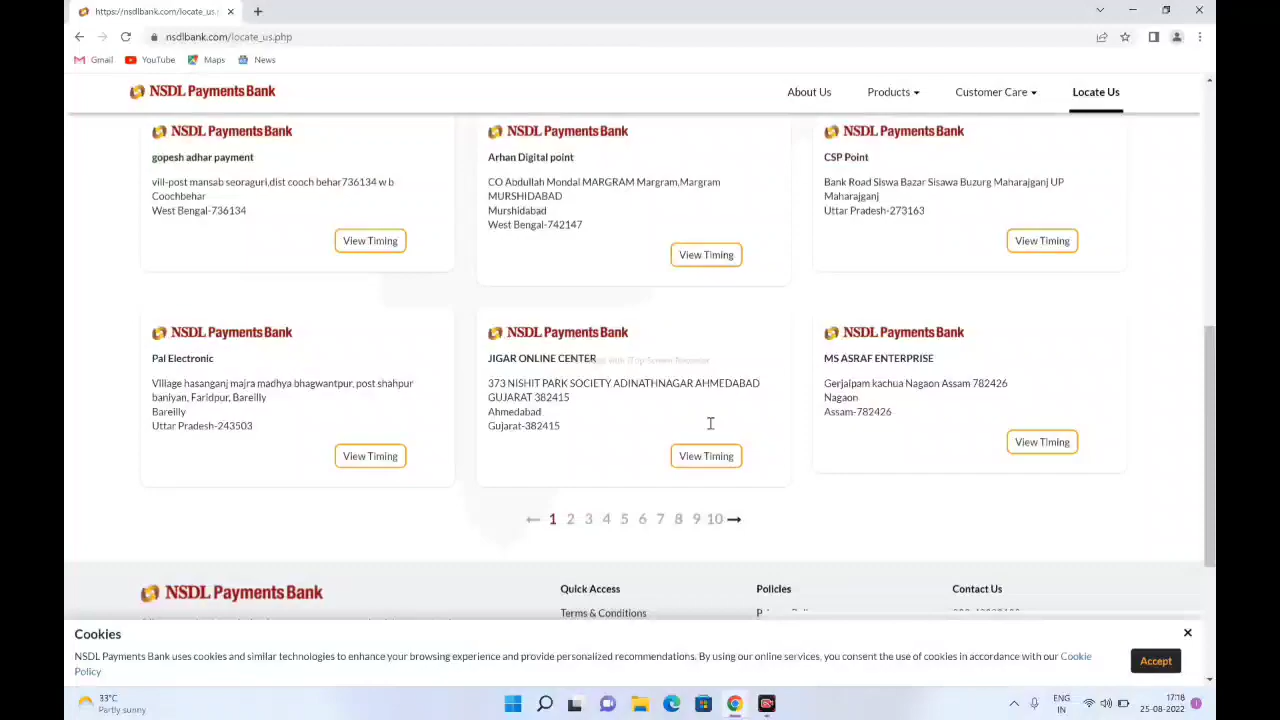 https://nsdlbank.com/locate_us.
nsdlbank.com/locate_us.php
Gmail YouTube Maps News
NSDL Payments Bank
About Us Products Customer Care Locate Us
NSDL Payments Bank
gopesh adhar payment
vill-post mansab seoraguri,dist cooch behar736134 w b
Coochbehar
West Bengal-736134
View Timing
NSDL Payments Bank
Arhan Digital point
CO Abdullah Mondal MARGRAM Margram,Margram
MURSHIDABAD
Murshidabad
West Bengal-742147
View Timing
NSDL Payments Bank
CSP Point
Bank Road Siswa Bazar Sisawa Buzurg Maharajganj UP
Maharajganj
Uttar Pradesh-273163
View Timing
NSDL Payments Bank
Pal Electronic
Village hasanganj majra madhya bhagwantpur, post shahpur
baniyan, Faridpur, Bareilly
Bareilly
Uttar Pradesh-243503
View Timing
NSDL Payments Bank
JIGAR ONLINE CENTER
373 NISHIT PARK SOCIETY ADINATHNAGAR AHMEDABAD
GUJARAT 382415
Ahmedabad
Gujarat-382415
View Timing
NSDL Payments Bank
MS ASRAF ENTERPRISE
Gerjaipam kachua Nagaon Assam 782426
Nagaon
Assam-782426
View Timing
← 1 2 3 4 5 6 7 8 9 10 →
NSDL Payments Bank
Quick Access
Terms & Conditions
Policies
Contact Us
Cookies
NSDL Payments Bank uses cookies and similar technologies to enhance your browsing experience and provide personalized recommendations. By using our online services, you consent the use of cookies in accordance with our Cookie
Policy
Accept
33°C
Partly sunny
ENG
IN
17:18
25-08-2022